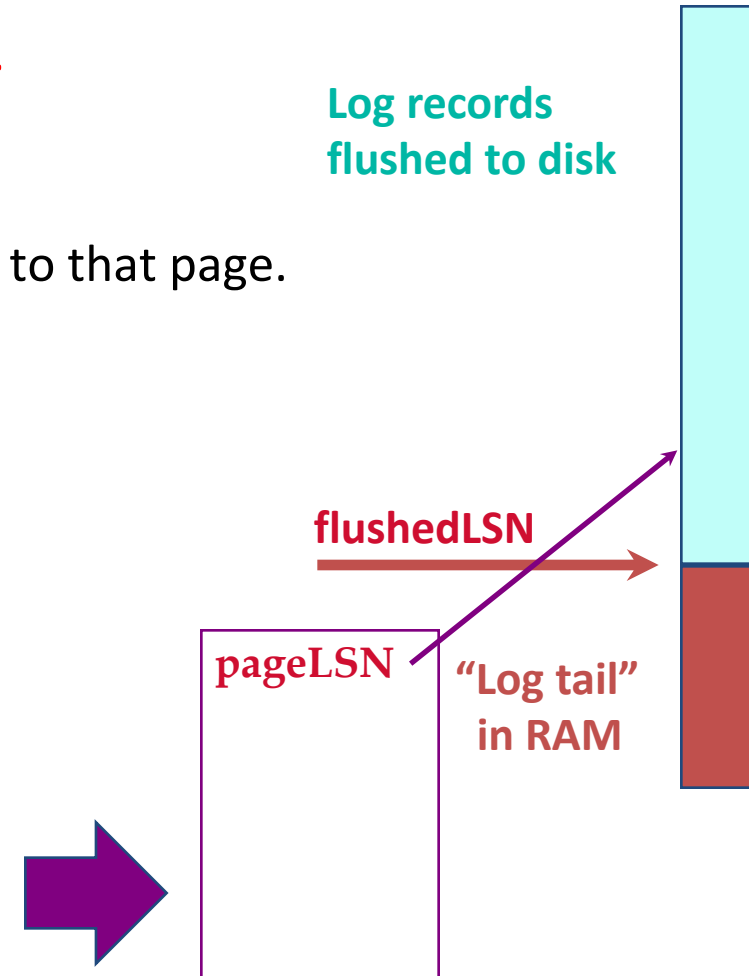 Log records
flushed to disk
to that page.
flushedLSN
pageLSN
“Log tail”
in RAM